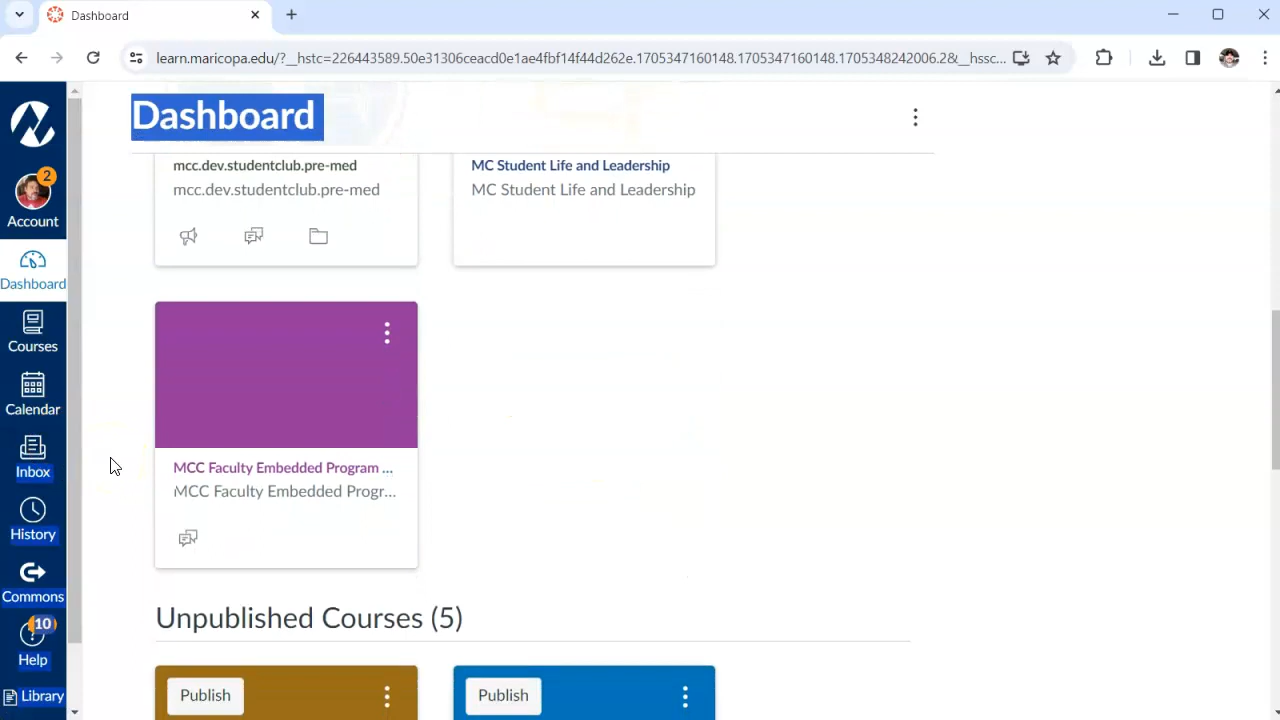 Dashboard
learn.maricopa.edu/?__hstc=226443589.50e31306ceacd0e1ae4fbf14f44d262e.1705347160148.1705347160148.1705348242006.2&__hssc...
Dashboard
2
Account
Dashboard
Courses
Calendar
Inbox
History
Commons
10
Help
Library
mcc.dev.studentclub.pre-med
mcc.dev.studentclub.pre-med
MC Student Life and Leadership
MC Student Life and Leadership
MCC Faculty Embedded Program ...
MCC Faculty Embedded Progr...
Unpublished Courses (5)
Publish
Publish